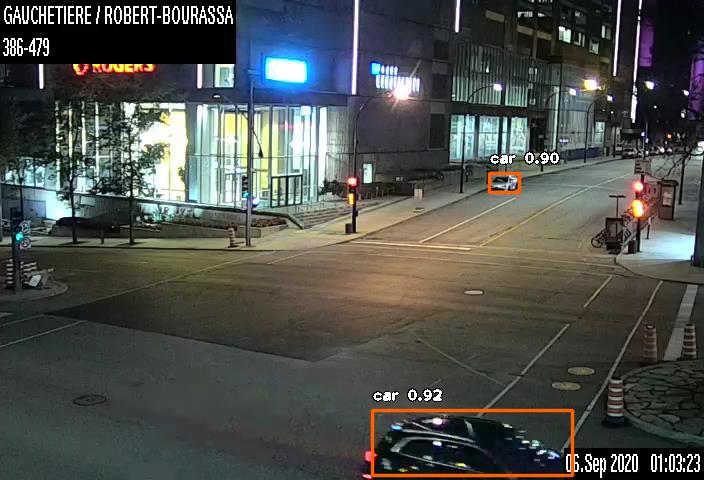 GAUCHETIERE / ROBERT-BOURASSA
386-479
ROGERS
car 0.90
car 0.92
06.Sep 2020 01:03:23